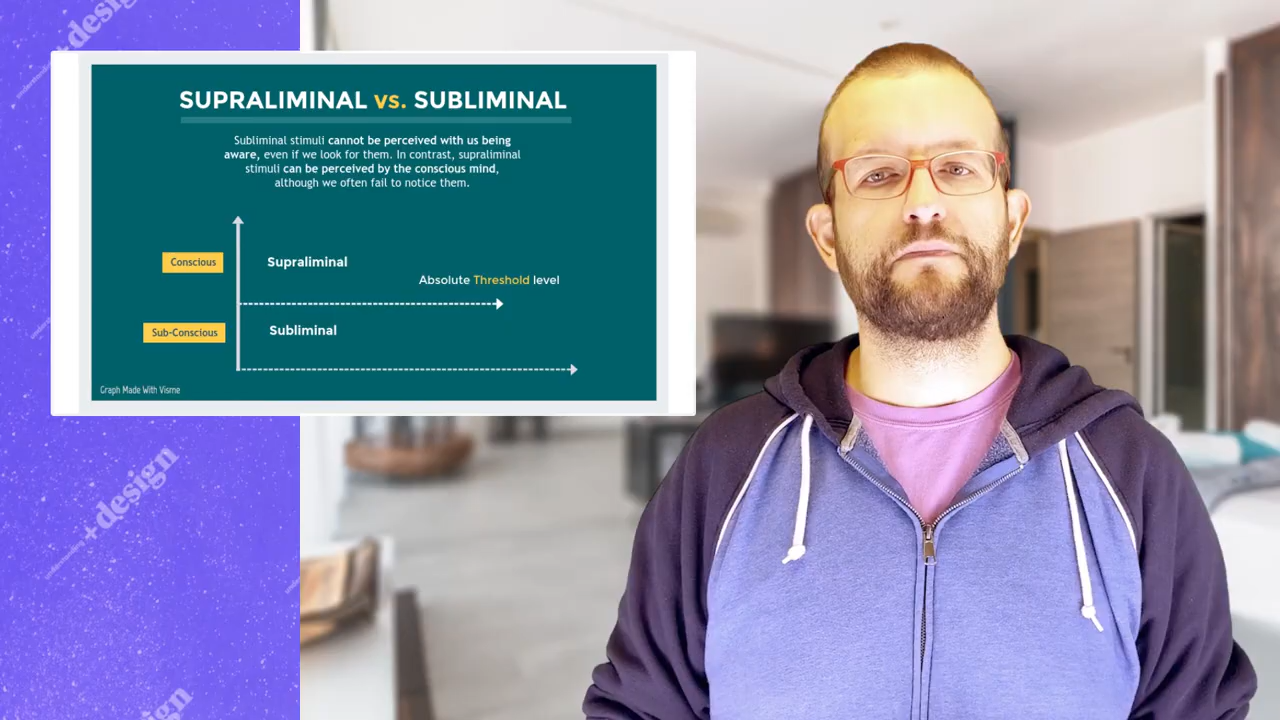 +design
SUPRALIMINAL vs. SUBLIMINAL
Subliminal stimuli cannot be perceived with us being
aware, even if we look for them. In contrast, supraliminal
stimuli can be perceived by the conscious mind,
although we often fail to notice them.
Conscious
Supraliminal
Absolute Threshold level
Sub-Conscious
Subliminal
Graph Made With Visme
+design
+design